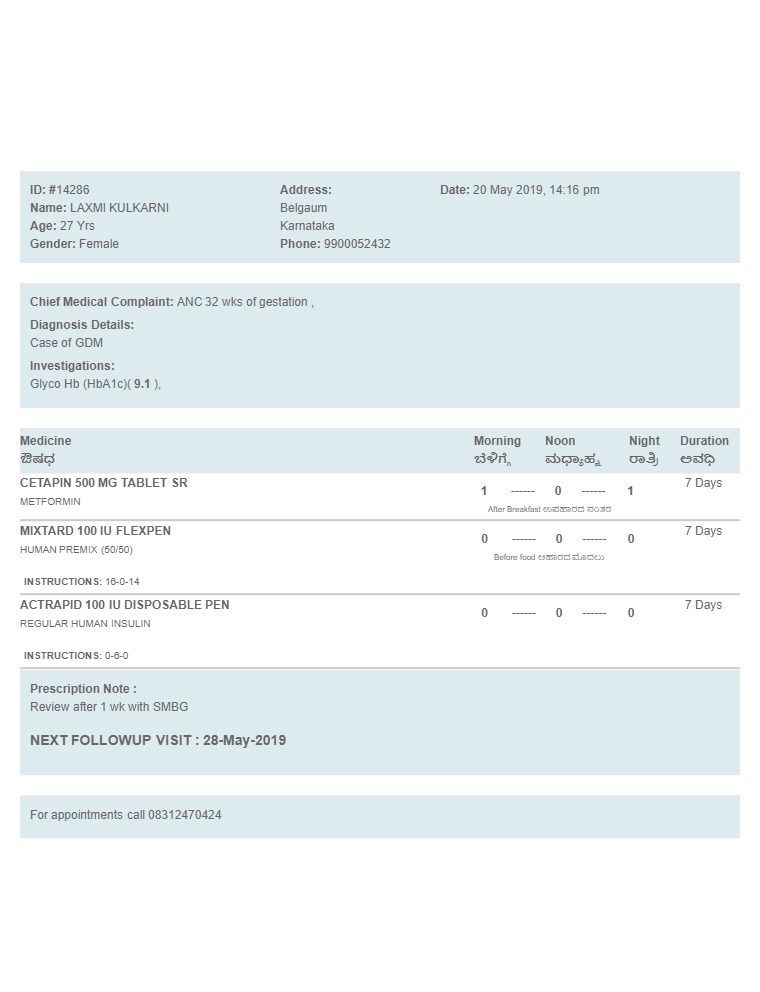 ID: #14286
Name: LAXMI KULKARNI
Age: 27 Yrs
Gender: Female
Address:
Belgaum
Karnataka
Phone: 9900052432
Date: 20 May 2019, 14:16 pm
Chief Medical Complaint: ANC 32 wks of gestation ,
Diagnosis Details:
Case of GDM
Investigations:
Glyco Hb (HbA1c)( 9.1 ),
Medicine Morning Noon Night Duration
ಔಷಧ ಬೆಳಿಗ್ಗೆ ಮಧ್ಯಾಹ್ನ ರಾತ್ರಿ ಅವಧಿ
CETAPIN 500 MG TABLET SR 7 Days
1 ------ 0 ------ 1
METFORMIN
After Breakfast ಉಪಹಾರದ ನಂತರ
MIXTARD 100 IU FLEXPEN 7 Days
0 ------ 0 ------ 0
HUMAN PREMIX (50/50)
Before food ಆಹಾರದ ಮೊದಲು
INSTRUCTIONS: 16-0-14
ACTRAPID 100 IU DISPOSABLE PEN 7 Days
0 ------ 0 ------ 0
REGULAR HUMAN INSULIN
INSTRUCTIONS: 0-6-0
Prescription Note :
Review after 1 wk with SMBG
NEXT FOLLOWUP VISIT : 28-May-2019
For appointments call 08312470424